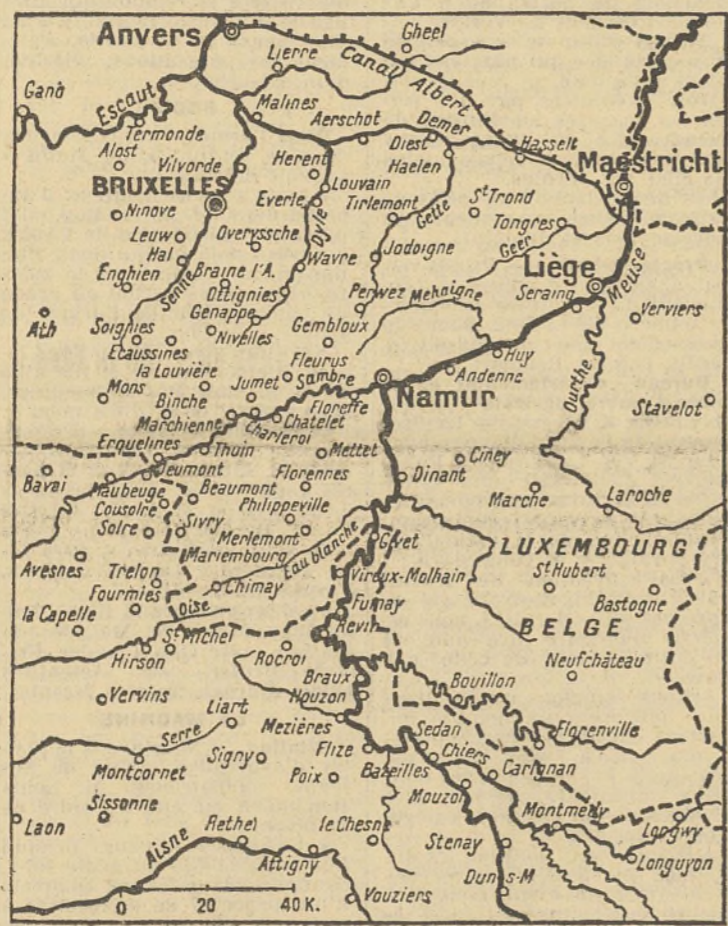 Anvers
Gheel
Lierre
Canal Albert
Gand
Escaut
Malines
Termonde
Aerschot
Demer
Diest
Haelen
Hasselt
Alost
Vilvorde
Herent
Maestricht
BRUXELLES
Louvain
Everle
Tirlemont
St Trond
Ninove
Dyle
Gette
Tongres
Leuw
Overyssche
Geer
Hal
Jodoigne
Enghien
Senne
Braine l'A.
Wavre
Liège
Meuse
Ottignies
Perwez
Mehaigne
Seraing
Verviers
Ath
Genappe
Soignies
Nivelles
Gembloux
Ecaussines
Huy
la Louvière
Fleurus
Andenne
Ourthe
Mons
Jumet
Sambre
Namur
Stavelot
Binche
Floreffe
Marchienne
Charleroi
Chatelet
Erquelines
Thuin
Mettet
Ciney
Bavai
Jeumont
Dinant
Maubeuge
Beaumont
Florennes
Marche
Laroche
Cousolre
Philippeville
Solre
Sivry
Merlemont
Mariembourg
Eau blanche
Givet
LUXEMBOURG
Avesnes
Trelon
Chimay
Viroux-Molhain
St Hubert
Fourmies
Bastogne
Oise
Fumay
la Capelle
Revin
BELGE
St Michel
Hirson
Rocroi
Neufchâteau
Braux
Nouzon
Bouillon
Vervins
Liart
Mezières
Serre
Sedan
Florenville
Signy
Flize
Chiers
Montcornet
Bazeilles
Carignan
Poix
Mouzon
Sissonne
Montmedy
Laon
Longwy
Rethel
le Chesne
Stenay
Aisne
Attigny
Longuyon
Duns-M
Vouziers
0 20 40 K.